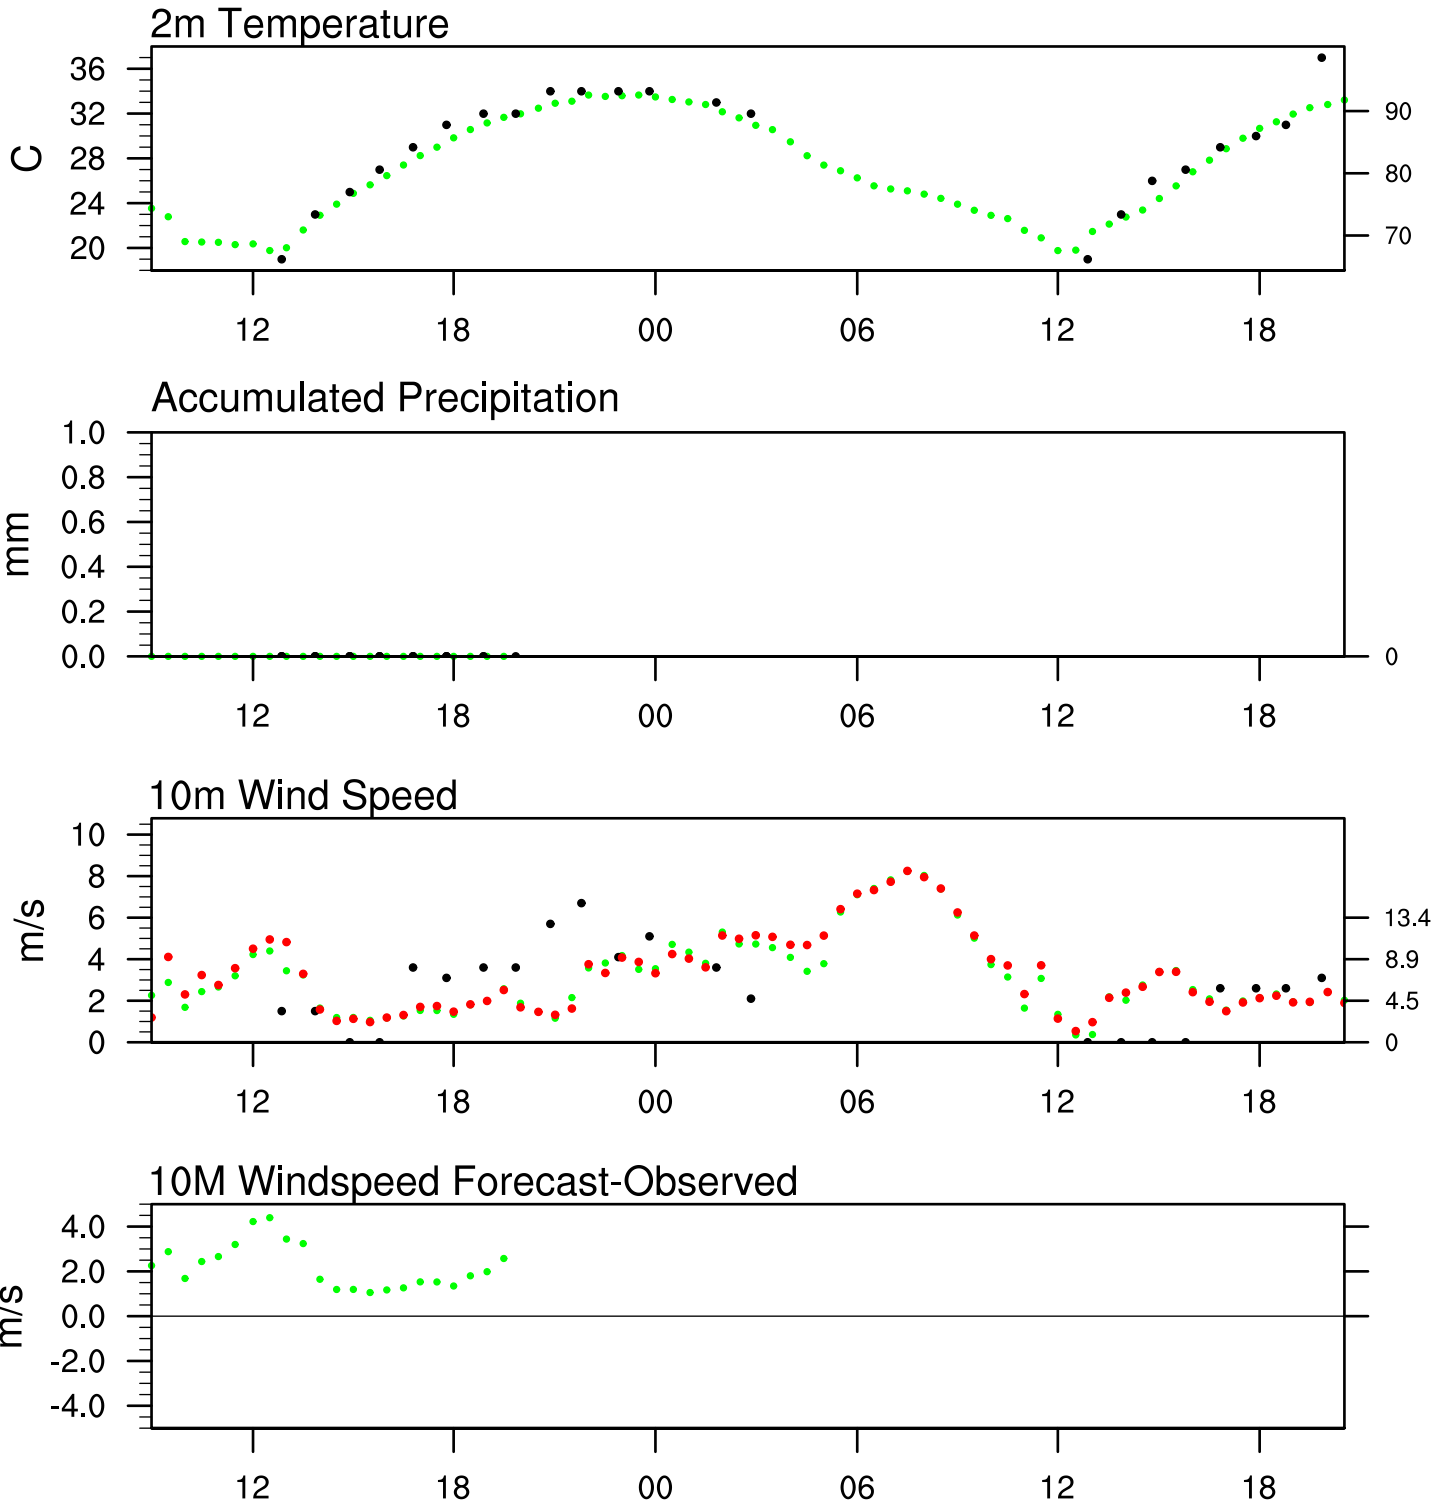 2m Temperature
36
32
28
24
20
C
90
80
70
12 18 00 06 12 18
Accumulated Precipitation
1.0
0.8
0.6
0.4
0.2
0.0
mm
0
12 18 00 06 12 18
10m Wind Speed
10
8
6
4
2
0
m/s
13.4
8.9
4.5
0
12 18 00 06 12 18
10M Windspeed Forecast-Observed
4.0
2.0
0.0
-2.0
-4.0
m/s
12 18 00 06 12 18